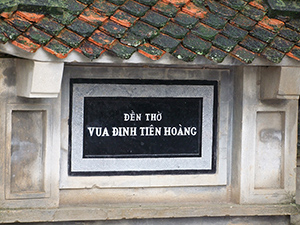 ĐỀN THỜ
VUA ĐINH TIÊN HOÀNG